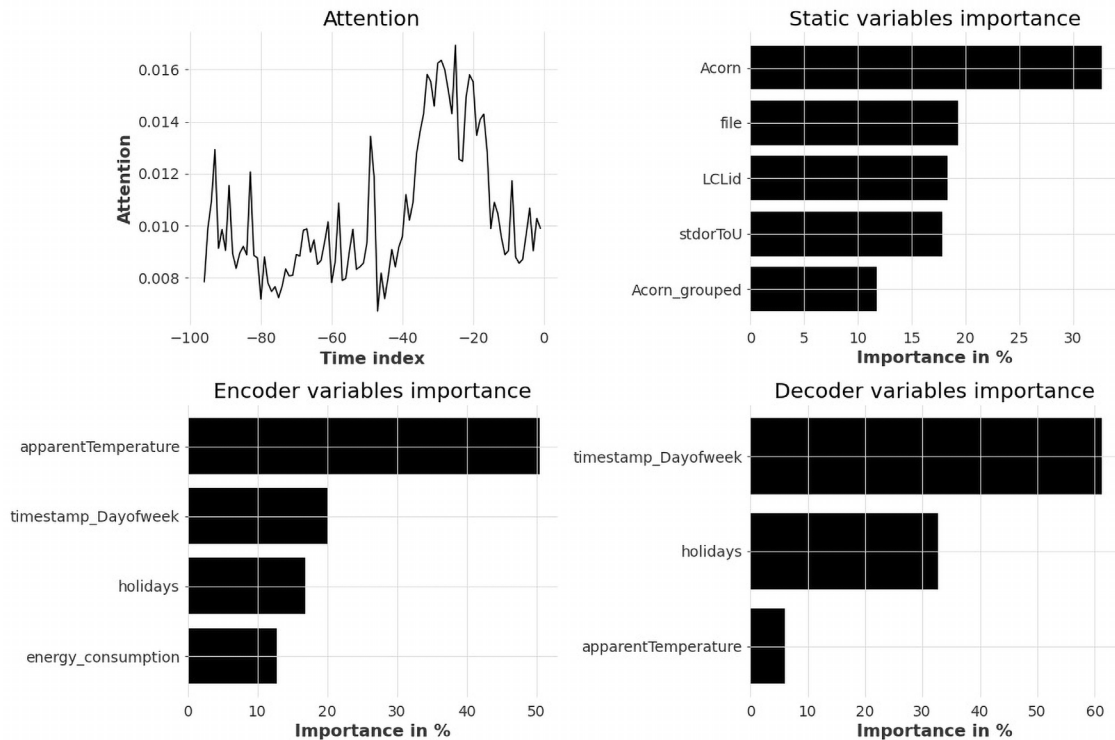 Attention
Attention
0.016
0.014
0.012
0.010
0.008
−100 −80 −60 −40 −20 0
Time index
Static variables importance
Acorn
file
LCLid
stdorToU
Acorn_grouped
0 5 10 15 20 25 30
Importance in %
Encoder variables importance
apparentTemperature
timestamp_Dayofweek
holidays
energy_consumption
0 10 20 30 40 50
Importance in %
Decoder variables importance
timestamp_Dayofweek
holidays
apparentTemperature
0 10 20 30 40 50 60
Importance in %